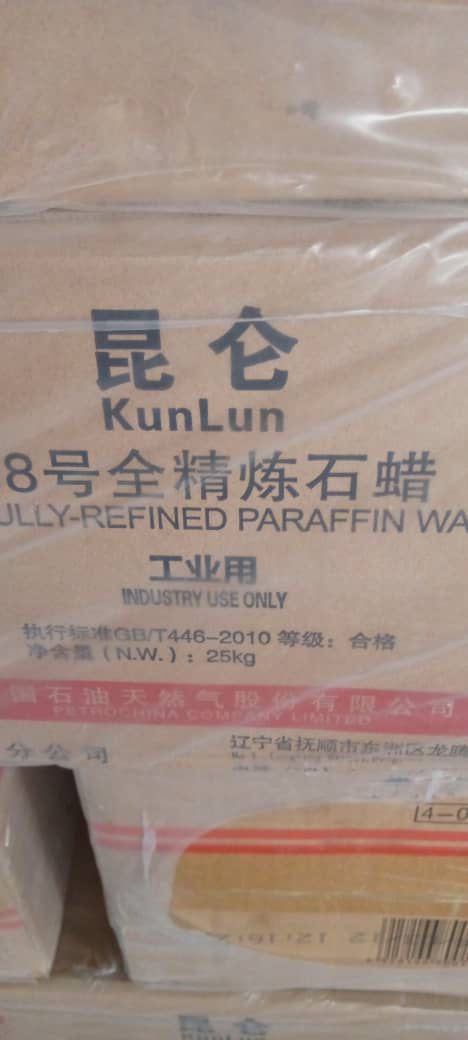 昆仑
KunLun
8号全精炼石蜡
ULLY-REFINED PARAFFIN WA
工业用
INDUSTRY USE ONLY
执行标准GB/T446-2010 等级：合格
净含量（N.W.）：25kg
国石油天然气股份有限公司
PETROCHINA COMPANY LIMITED
分公司
辽宁省抚顺市东洲区龙腾
4-0
昆仑
KunLun